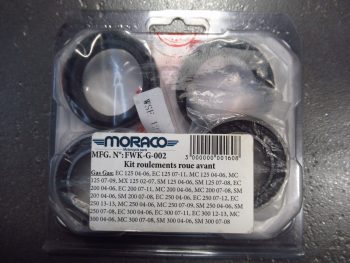 WSF
MORACO
MFG. N°:FWK-G-002
3 000000 001608
Kit roulements roue avant
Gas Gas: EC 125 04-06, EC 125 07-11, MC 125 04-06, MC
125 07-09, MX 125 02-07, SM 125 04-06, SM 125 07-08, EC
200 04-06, EC 200 07-11, MC 200 04-06, MC 200 07-08, SM
200 04-06, SM 200 07-08, EC 250 04-06, EC 250 07-12, EC
250 13-13, MC 250 04-06, MC 250 07-09, SM 250 04-06, SM
250 07-08, EC 300 04-06, EC 300 07-11, EC 300 12-13, MC
300 04-06, MC 300 07-08, SM 300 04-06, SM 300 07-08